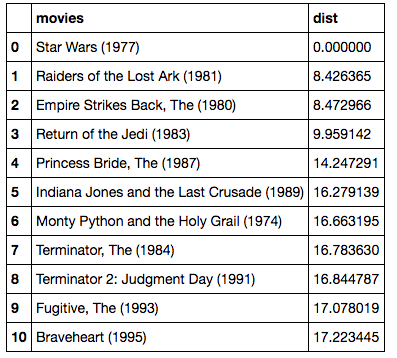 movies dist
0 Star Wars (1977) 0.000000
1 Raiders of the Lost Ark (1981) 8.426365
2 Empire Strikes Back, The (1980) 8.472966
3 Return of the Jedi (1983) 9.959142
4 Princess Bride, The (1987) 14.247291
5 Indiana Jones and the Last Crusade (1989) 16.279139
6 Monty Python and the Holy Grail (1974) 16.663195
7 Terminator, The (1984) 16.783630
8 Terminator 2: Judgment Day (1991) 16.844787
9 Fugitive, The (1993) 17.078019
10 Braveheart (1995) 17.223445